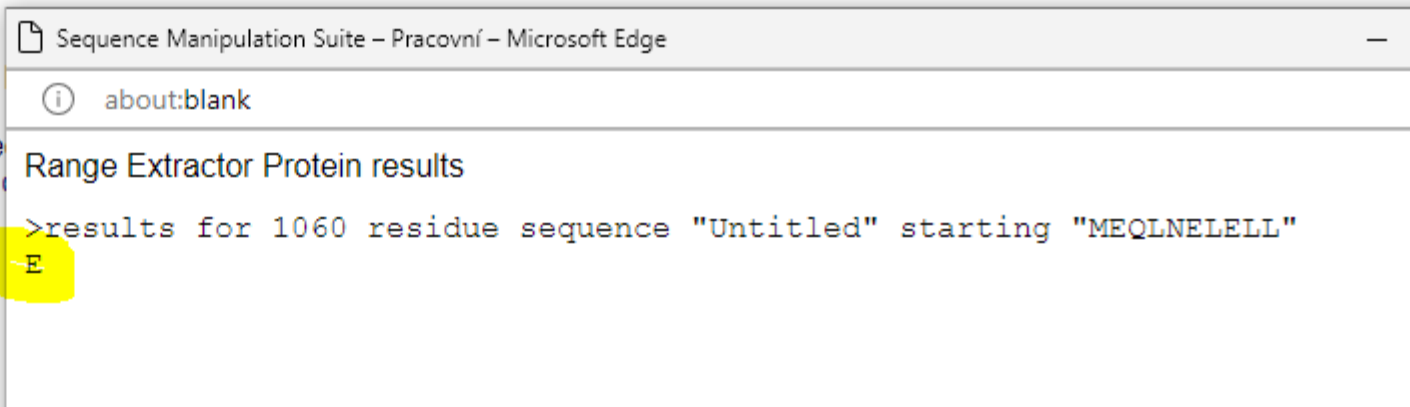 Sequence Manipulation Suite – Pracovní – Microsoft Edge
about:blank
Range Extractor Protein results
>results for 1060 residue sequence "Untitled" starting "MEQLNELELL"
E